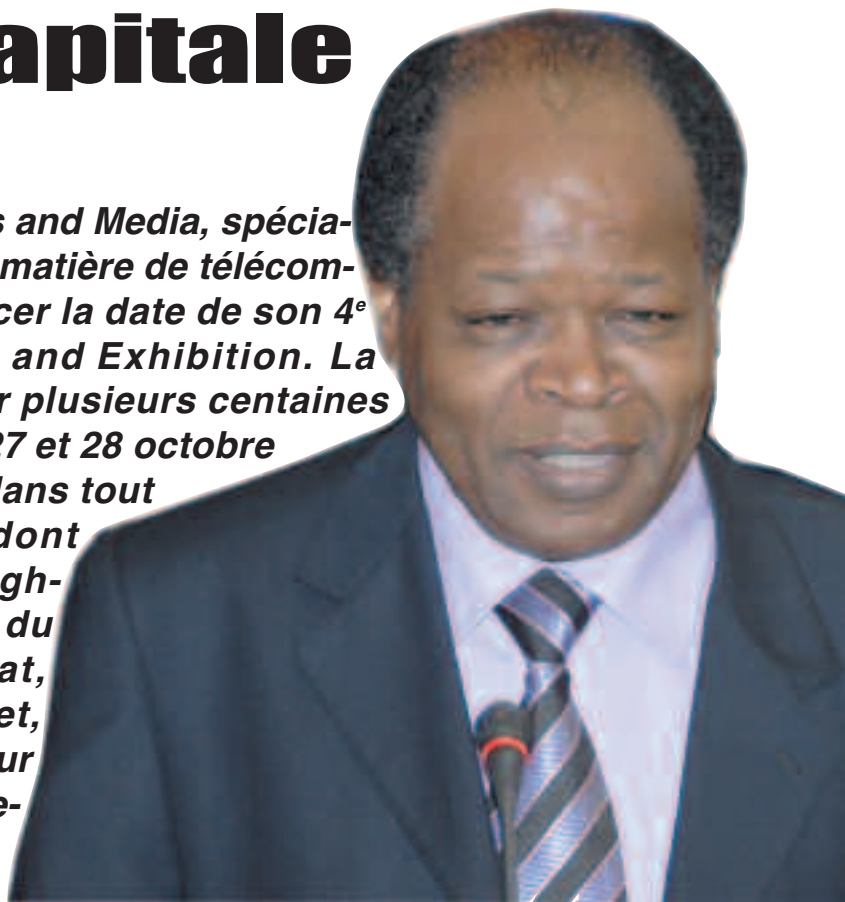 apitale
s and Media, spécia-
matière de télécom-
cer la date de son 4e
and Exhibition. La
r plusieurs centaines
27 et 28 octobre
dans tout
dont
gh-
du
at,
et,
ur
e-